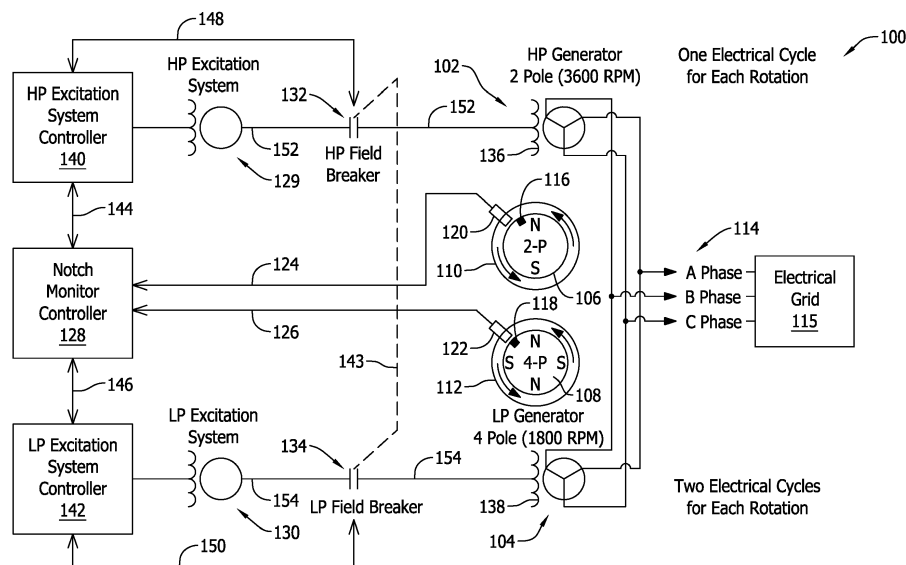 148
HP Generator
2 Pole (3600 RPM)
One Electrical Cycle
for Each Rotation
100
HP Excitation
System
132
102
HP Excitation
System
Controller
140
152
152
129
HP Field
Breaker
136
144
116
120
N
2-P
S
114
Notch
Monitor
Controller
128
124
110
106
A Phase
B Phase
C Phase
Electrical
Grid
115
126
118
122
N
S 4-P S
N
143
112
108
146
LP Excitation
System
134
LP Generator
4 Pole (1800 RPM)
LP Excitation
System
Controller
142
154
154
130
LP Field Breaker
138
104
Two Electrical Cycles
for Each Rotation
150